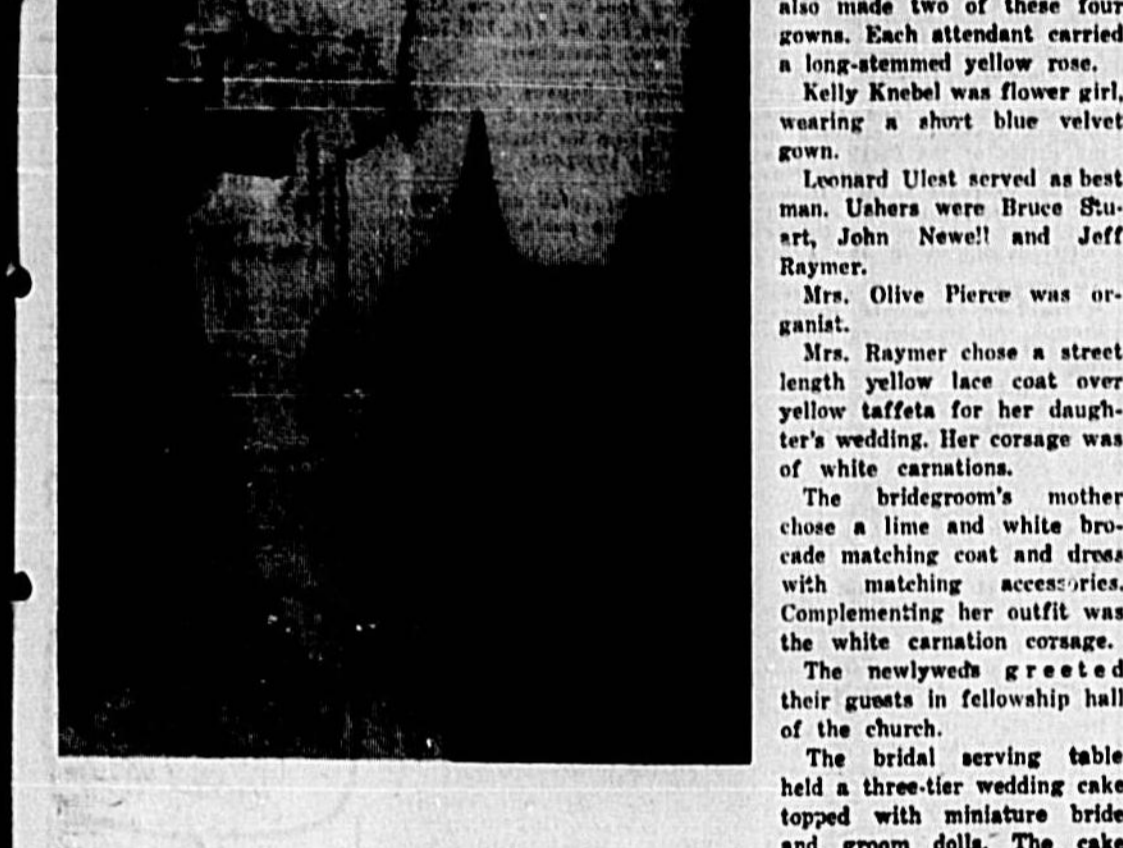 also made two of these four
gowns. Each attendant carried
a long-stemmed yellow rose.
Kelly Knebel was flower girl,
wearing a short blue velvet
gown.
Leonard Ulest served as best
man. Ushers were Bruce Stu-
art, John Newell and Jeff
Raymer.
Mrs. Olive Pierce was or-
ganist.
Mrs. Raymer chose a street
length yellow lace coat over
yellow taffeta for her daugh-
ter's wedding. Her corsage was
of white carnations.
The bridegroom's mother
chose a lime and white bro-
cade matching coat and dress
with matching accessories.
Complementing her outfit was
the white carnation corsage.
The newlyweds greeted
their guests in fellowship hall
of the church.
The bridal serving table
held a three-tier wedding cake
topped with miniature bride
and groom dolls. The cake